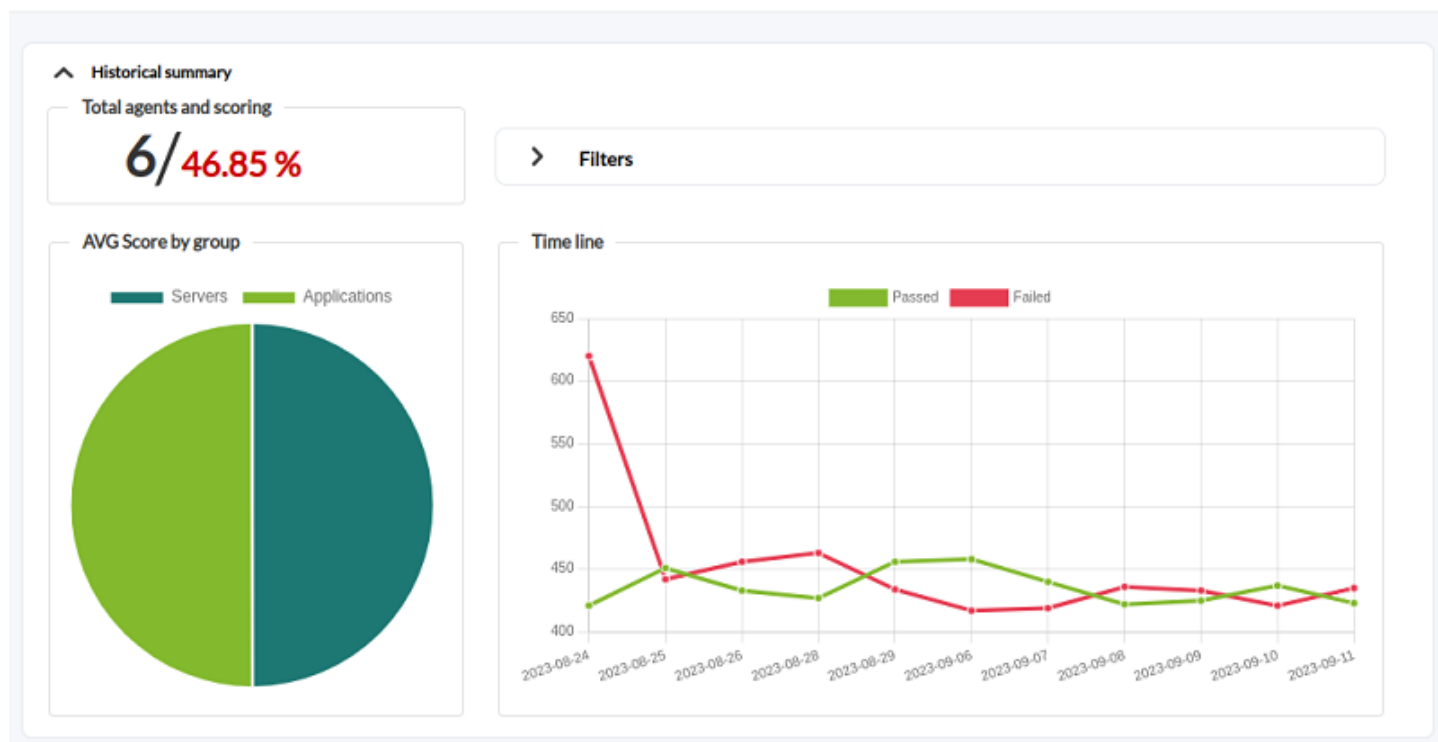 Historical summary
Total agents and scoring
6/46.85 %
Filters
AVG Score by group
Servers Applications
Time line
Passed Failed
650
600
550
500
450
400
2023-08-24 2023-08-25 2023-08-26 2023-08-28 2023-08-29 2023-09-06 2023-09-07 2023-09-08 2023-09-09 2023-09-10 2023-09-11